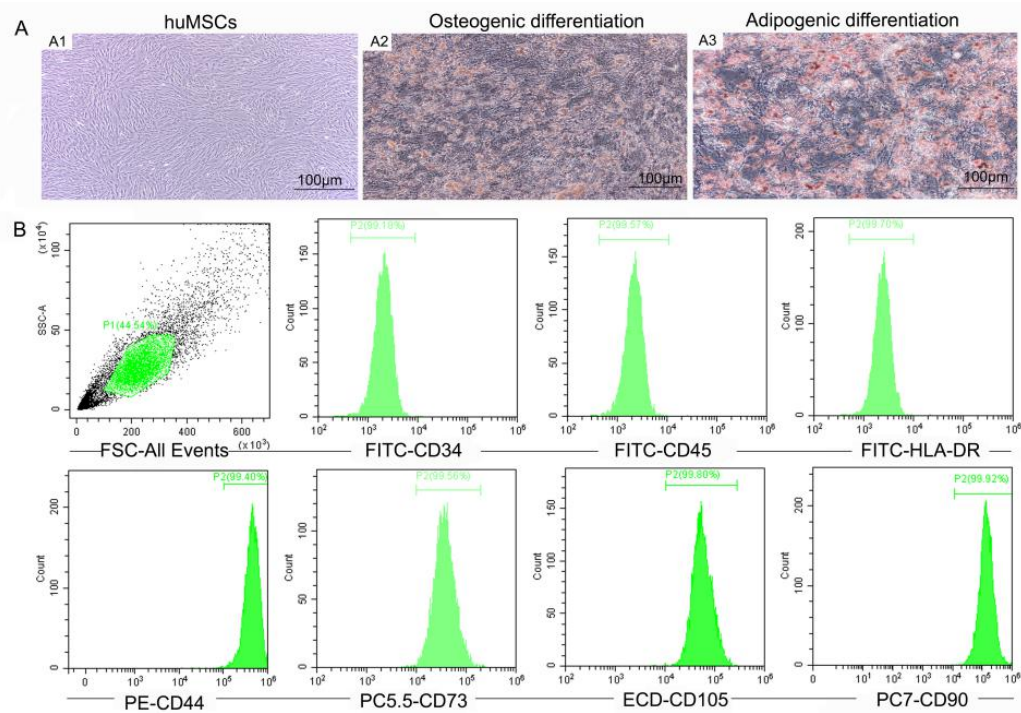 A
huMSCs
Osteogenic differentiation
Adipogenic differentiation
A1
A2
A3
100μm
100μm
100μm
B
(x 10⁴)
SSC-A
100
50
0
P1(44.54%)
0 200 400 600
(x 10³)
FSC-All Events
P2(99.10%)
Count
150
100
50
0
10² 10³ 10⁴ 10⁵ 10⁶
FITC-CD34
P2(99.57%)
Count
150
100
50
0
10² 10³ 10⁴ 10⁵ 10⁶
FITC-CD45
P2(99.70%)
Count
200
100
0
10² 10³ 10⁴ 10⁵ 10⁶
FITC-HLA-DR
P2(99.40%)
Count
200
100
0
0 10³ 10⁴ 10⁵ 10⁶
PE-CD44
P2(99.56%)
Count
100
50
0
0 10³ 10⁴ 10⁵ 10⁶
PC5.5-CD73
P2(99.80%)
Count
150
100
50
0
10² 10³ 10⁴ 10⁵ 10⁶
ECD-CD105
P2(99.92%)
Count
200
100
0
0 10² 10³ 10⁴ 10⁵ 10⁶
PC7-CD90